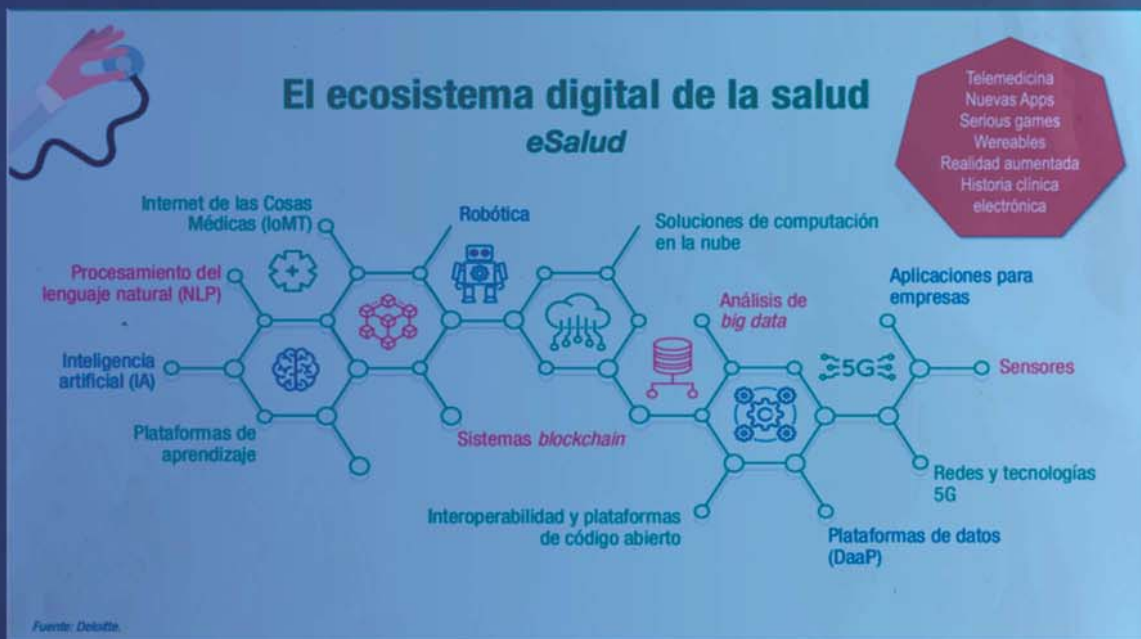 El ecosistema digital de la salud
eSalud
Telemedicina
Nuevas Apps
Serious games
Wereables
Realidad aumentada
Historia clínica
electrónica
Internet de las Cosas
Médicas (IoMT)
Robótica
Soluciones de computación
en la nube
Procesamiento del
lenguaje natural (NLP)
Análisis de
big data
Aplicaciones para
empresas
Inteligencia
artificial (IA)
5G
Sensores
Plataformas de
aprendizaje
Sistemas blockchain
Redes y tecnologías
5G
Interoperabilidad y plataformas
de código abierto
Plataformas de datos
(DaaP)
Fuente: Deloitte.